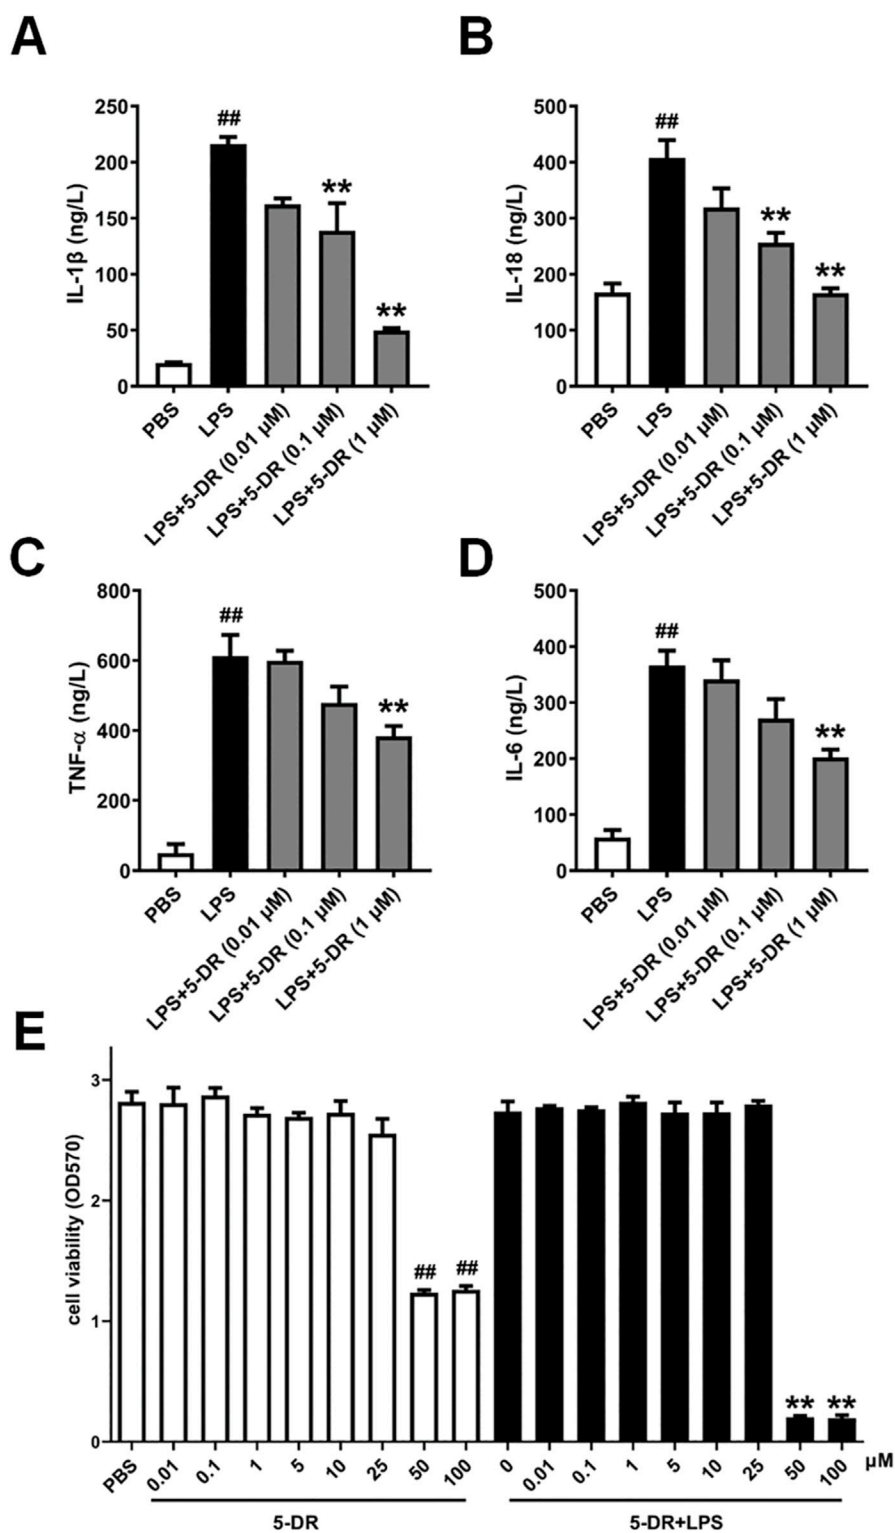 A
B
250
200
150
100
50
0
IL-1β (ng/L)
##
**
**
PBS
LPS
LPS+5-DR (0.01 μM)
LPS+5-DR (0.1 μM)
LPS+5-DR (1 μM)
500
400
300
200
100
0
IL-18 (ng/L)
##
**
**
PBS
LPS
LPS+5-DR (0.01 μM)
LPS+5-DR (0.1 μM)
LPS+5-DR (1 μM)
C
D
800
600
400
200
0
TNF-α (ng/L)
##
**
PBS
LPS
LPS+5-DR (0.01 μM)
LPS+5-DR (0.1 μM)
LPS+5-DR (1 μM)
500
400
300
200
100
0
IL-6 (ng/L)
##
**
PBS
LPS
LPS+5-DR (0.01 μM)
LPS+5-DR (0.1 μM)
LPS+5-DR (1 μM)
E
3
2
1
0
cell viability (OD570)
## ##
** **
PBS 0.01 0.1 1 5 10 25 50 100 0 0.01 0.1 1 5 10 25 50 100 μM
5-DR 5-DR+LPS